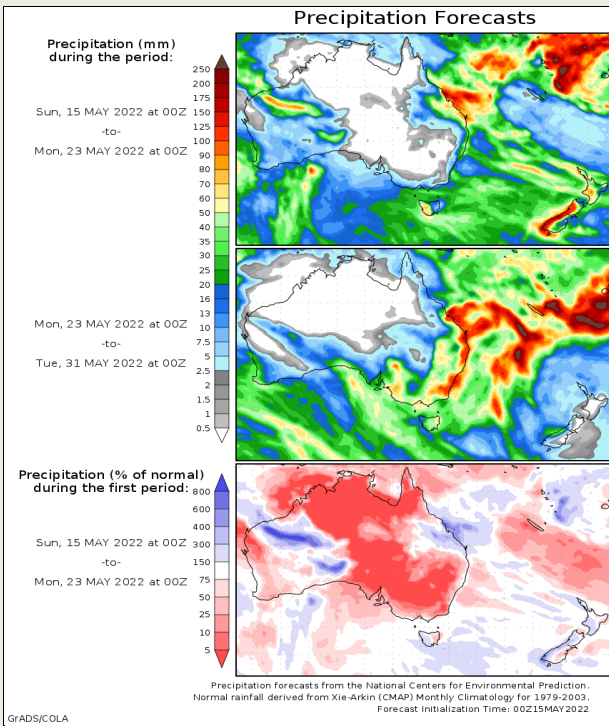 Precipitation Forecasts
Precipitation (mm)
during the period:
Sun, 15 MAY 2022 at 00Z
-to-
Mon, 23 MAY 2022 at 00Z
250
200
175
150
125
100
90
80
70
60
50
40
35
30
25
20
16
13
10
7.5
5
2.5
2
1.5
1
0.5
Mon, 23 MAY 2022 at 00Z
-to-
Tue, 31 MAY 2022 at 00Z
Precipitation (% of normal)
during the first period:
Sun, 15 MAY 2022 at 00Z
-to-
Mon, 23 MAY 2022 at 00Z
800
600
400
300
150
75
50
25
10
5
Precipitation forecasts from the National Centers for Environmental Prediction.
Normal rainfall derived from Xie-Arkin (CMAP) Monthly Climatology for 1979-2003.
Forecast Initialization Time: 00Z15MAY2022
GrADS/COLA